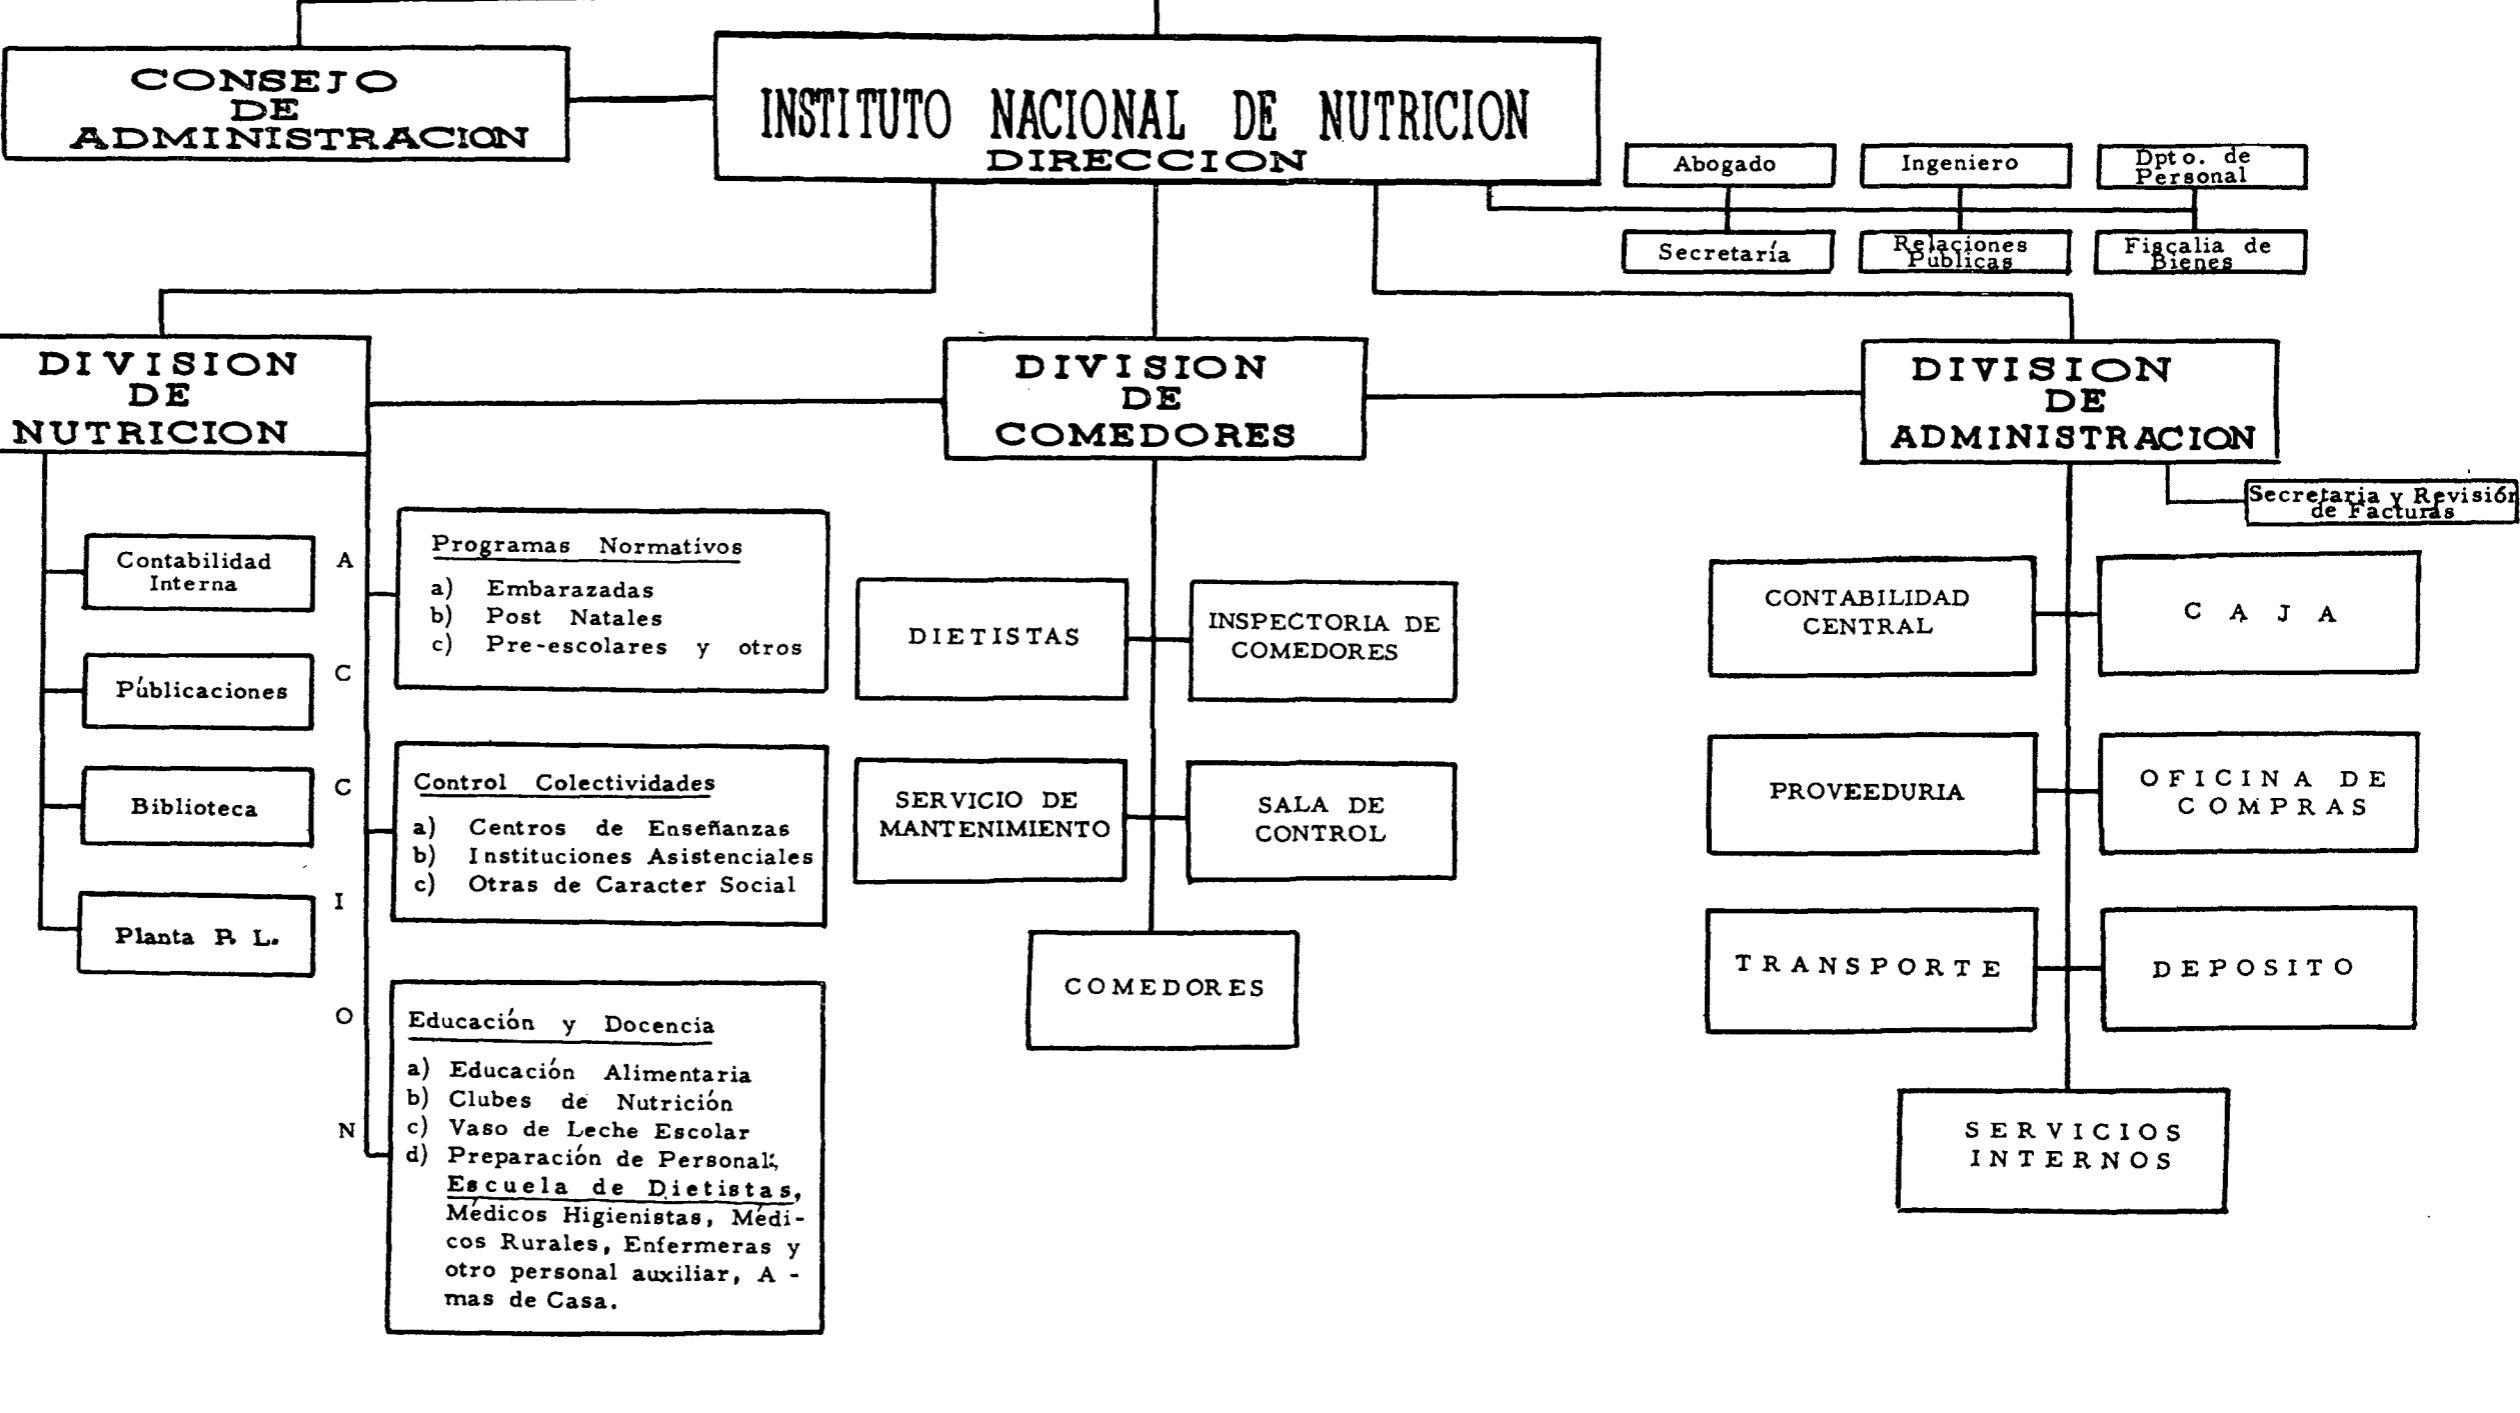 CONSEJO
DE
ADMINISTRACION
INSTITUTO NACIONAL DE NUTRICION
DIRECCION
Abogado
Ingeniero
Dpto. de
Personal
Secretaría
Relaciones
Publicas
Fiscalia de
Bienes
DIVISION
DE
NUTRICION
DIVISION
DE
COMEDORES
DIVISION
DE
ADMINISTRACION
Secretaria y Revisión
de Facturas
Contabilidad
Interna
Públicaciones
Biblioteca
Planta P. L.
A
C
C
I
O
N
Programas Normativos
a) Embarazadas
b) Post Natales
c) Pre-escolares y otros
Control Colectividades
a) Centros de Enseñanzas
b) Instituciones Asistenciales
c) Otras de Caracter Social
Educación y Docencia
a) Educación Alimentaria
b) Clubes de Nutrición
c) Vaso de Leche Escolar
d) Preparación de Personal:
Escuela de Dietistas,
Médicos Higienistas, Médi-
cos Rurales, Enfermeras y
otro personal auxiliar, A -
mas de Casa.
DIETISTAS
INSPECTORIA DE
COMEDORES
SERVICIO DE
MANTENIMIENTO
SALA DE
CONTROL
COMEDORES
CONTABILIDAD
CENTRAL
CAJA
PROVEEDURIA
OFICINA DE
COMPRAS
TRANSPORTE
DEPOSITO
SERVICIOS
INTERNOS